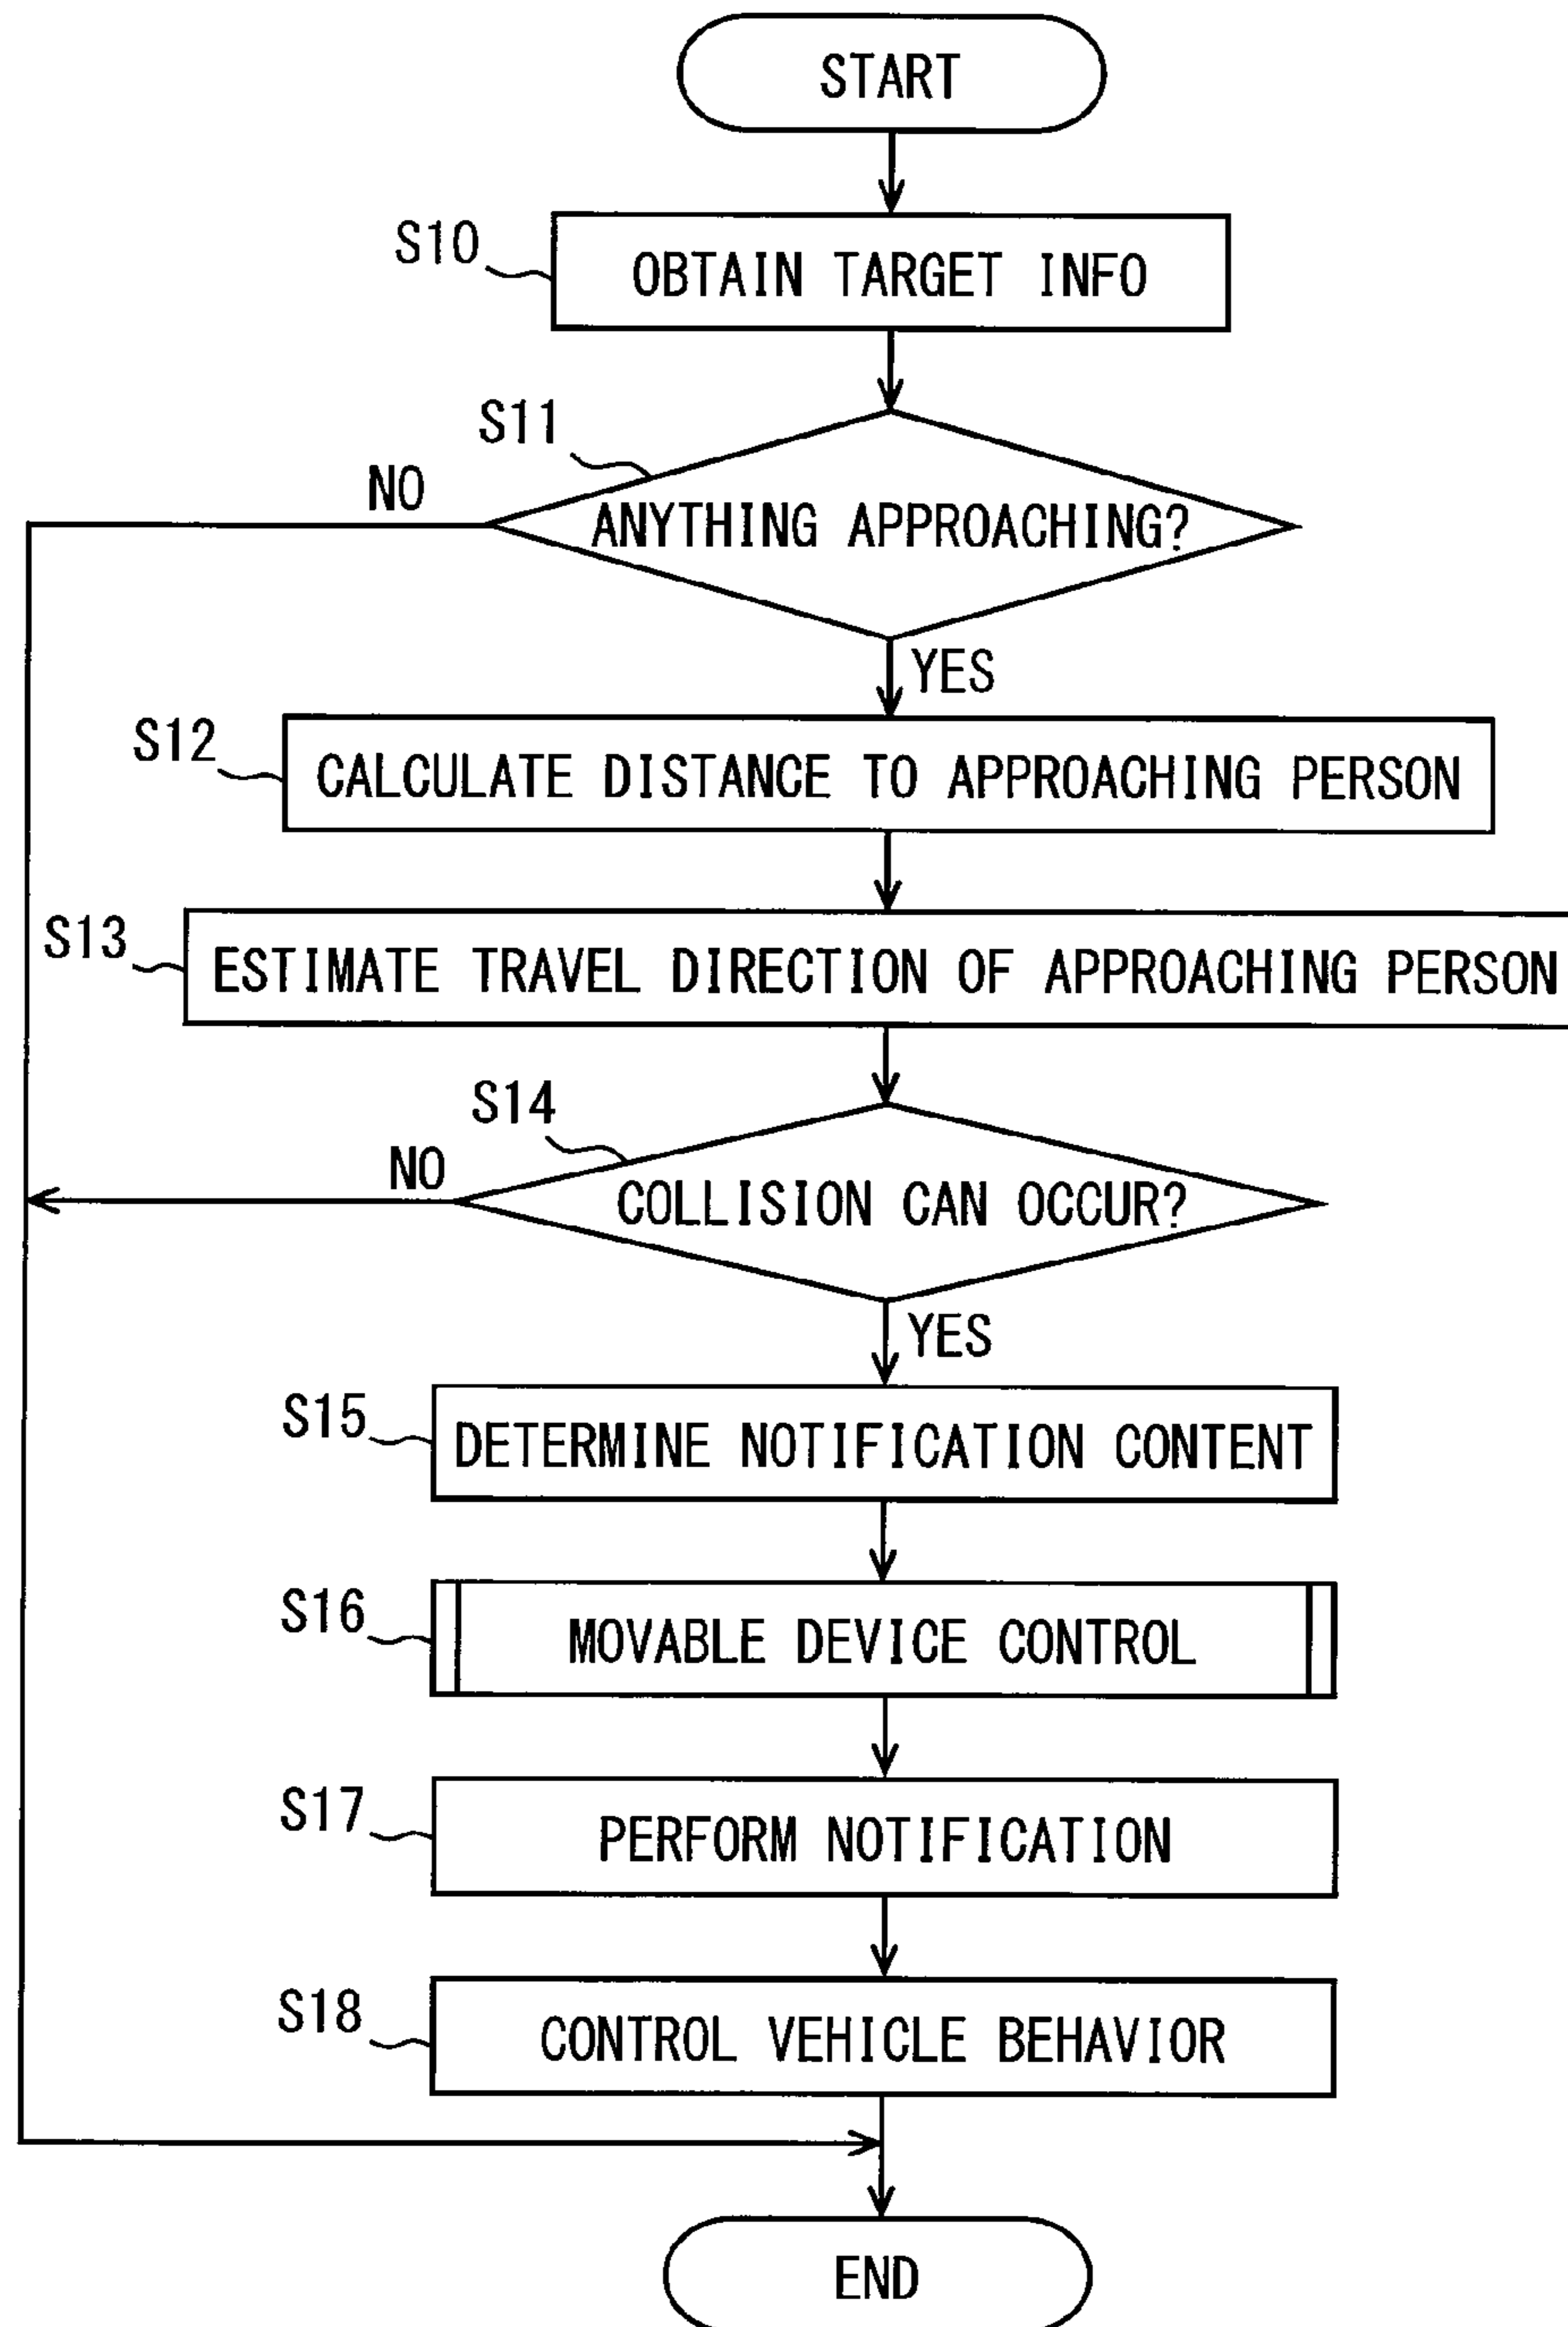 START
S10
OBTAIN TARGET INFO
S11
NO
ANYTHING APPROACHING?
YES
S12
CALCULATE DISTANCE TO APPROACHING PERSON
S13
ESTIMATE TRAVEL DIRECTION OF APPROACHING PERSON
S14
NO
COLLISION CAN OCCUR?
YES
S15
DETERMINE NOTIFICATION CONTENT
S16
MOVABLE DEVICE CONTROL
S17
PERFORM NOTIFICATION
S18
CONTROL VEHICLE BEHAVIOR
END